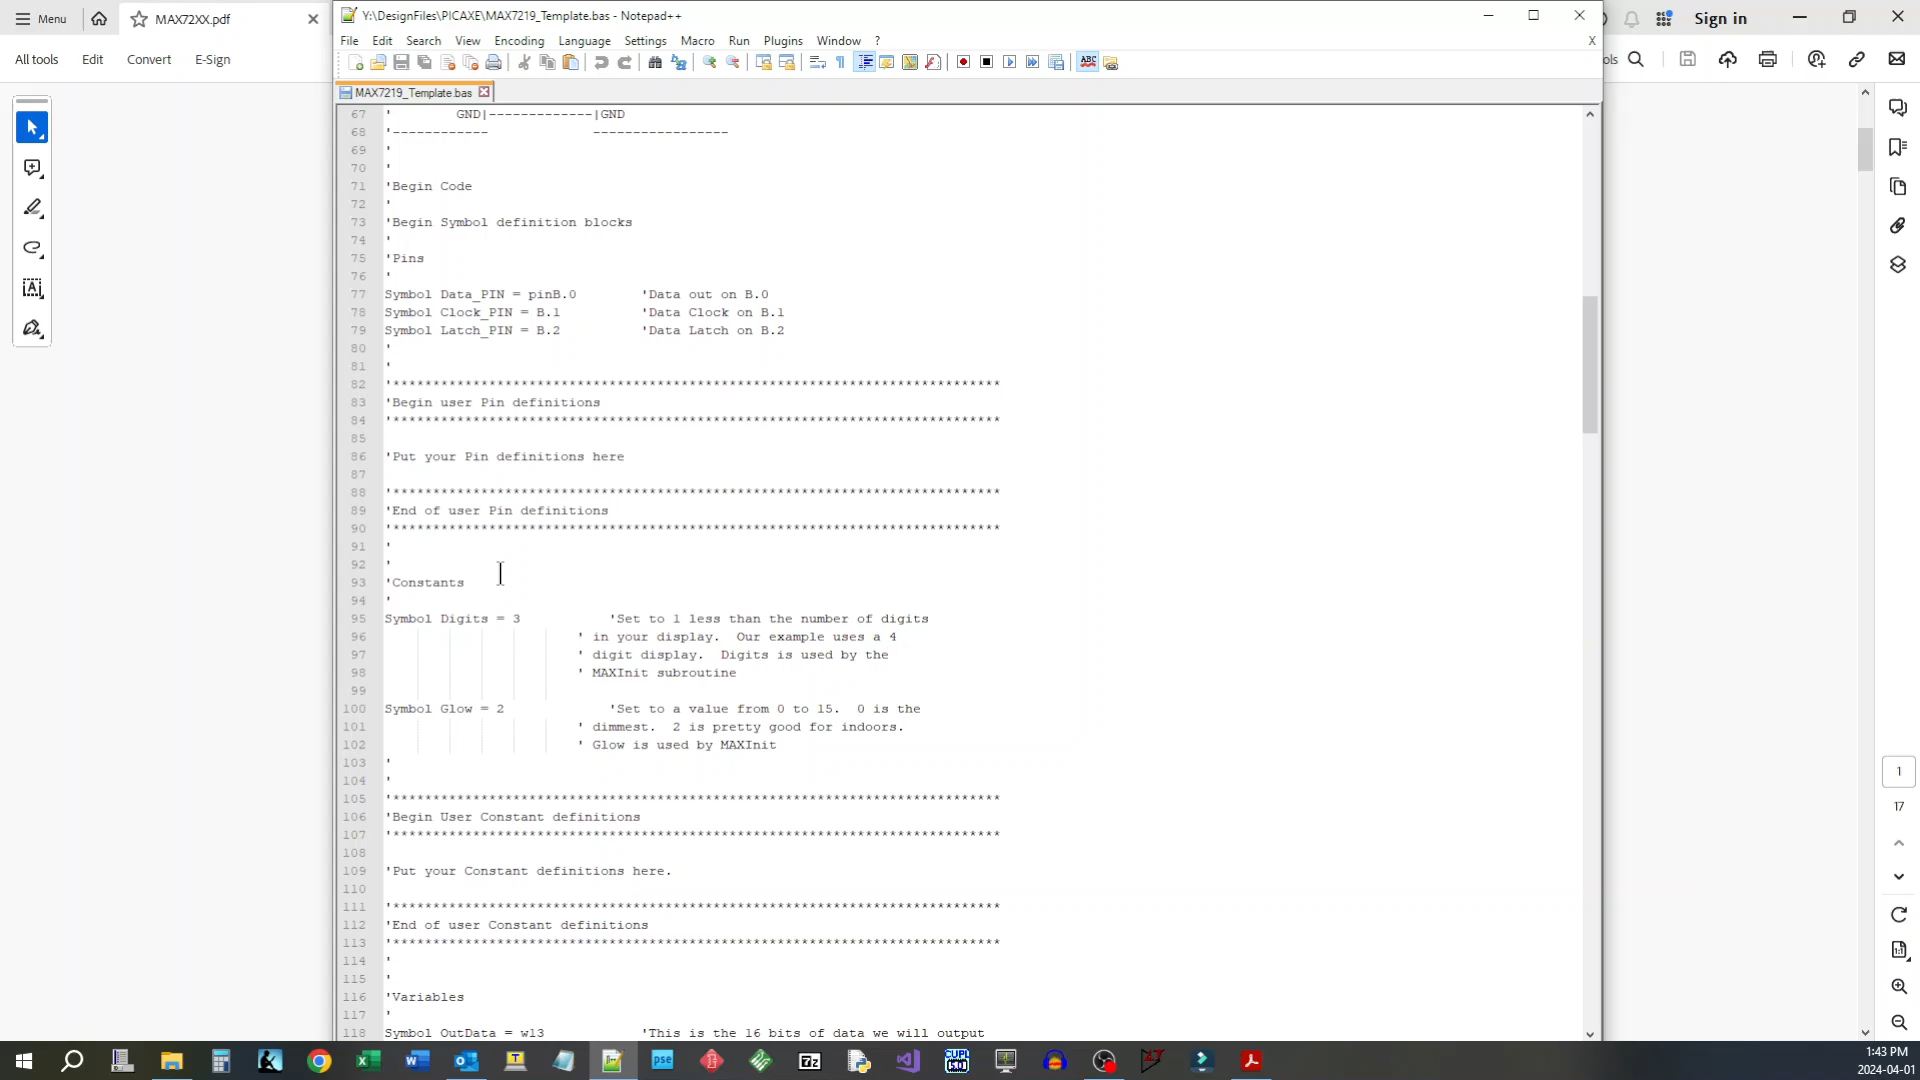 Menu
MAX72XX.pdf
Y:\DesignFiles\PICAXE\MAX7219_Template.bas - Notepad++
Sign in
File Edit Search View Encoding Language Settings Macro Run Plugins Window ?
X
All tools Edit Convert E-Sign
ols
MAX7219_Template.bas
67 ' GND|-------------|GND
68 '------------ -----------------
69 '
70 '
71 'Begin Code
72 '
73 'Begin Symbol definition blocks
74 '
75 'Pins
76 '
77 Symbol Data_PIN = pinB.0 'Data out on B.0
78 Symbol Clock_PIN = B.1 'Data Clock on B.1
79 Symbol Latch_PIN = B.2 'Data Latch on B.2
80 '
81 '
82 '****************************************************************************
83 'Begin user Pin definitions
84 '****************************************************************************
85
86 'Put your Pin definitions here
87
88 '****************************************************************************
89 'End of user Pin definitions
90 '****************************************************************************
91 '
92 '
93 'Constants
94 '
95 Symbol Digits = 3 'Set to 1 less than the number of digits
96 ' in your display. Our example uses a 4
97 ' digit display. Digits is used by the
98 ' MAXInit subroutine
99
100 Symbol Glow = 2 'Set to a value from 0 to 15. 0 is the
101 ' dimmest. 2 is pretty good for indoors.
102 ' Glow is used by MAXInit
103 '
104 '
105 '****************************************************************************
106 'Begin User Constant definitions
107 '****************************************************************************
108
109 'Put your Constant definitions here.
110
111 '****************************************************************************
112 'End of user Constant definitions
113 '****************************************************************************
114 '
115 '
116 'Variables
117 '
118 Symbol OutData = w13 'This is the 16 bits of data we will output
1
17
1:43 PM
2024-04-01